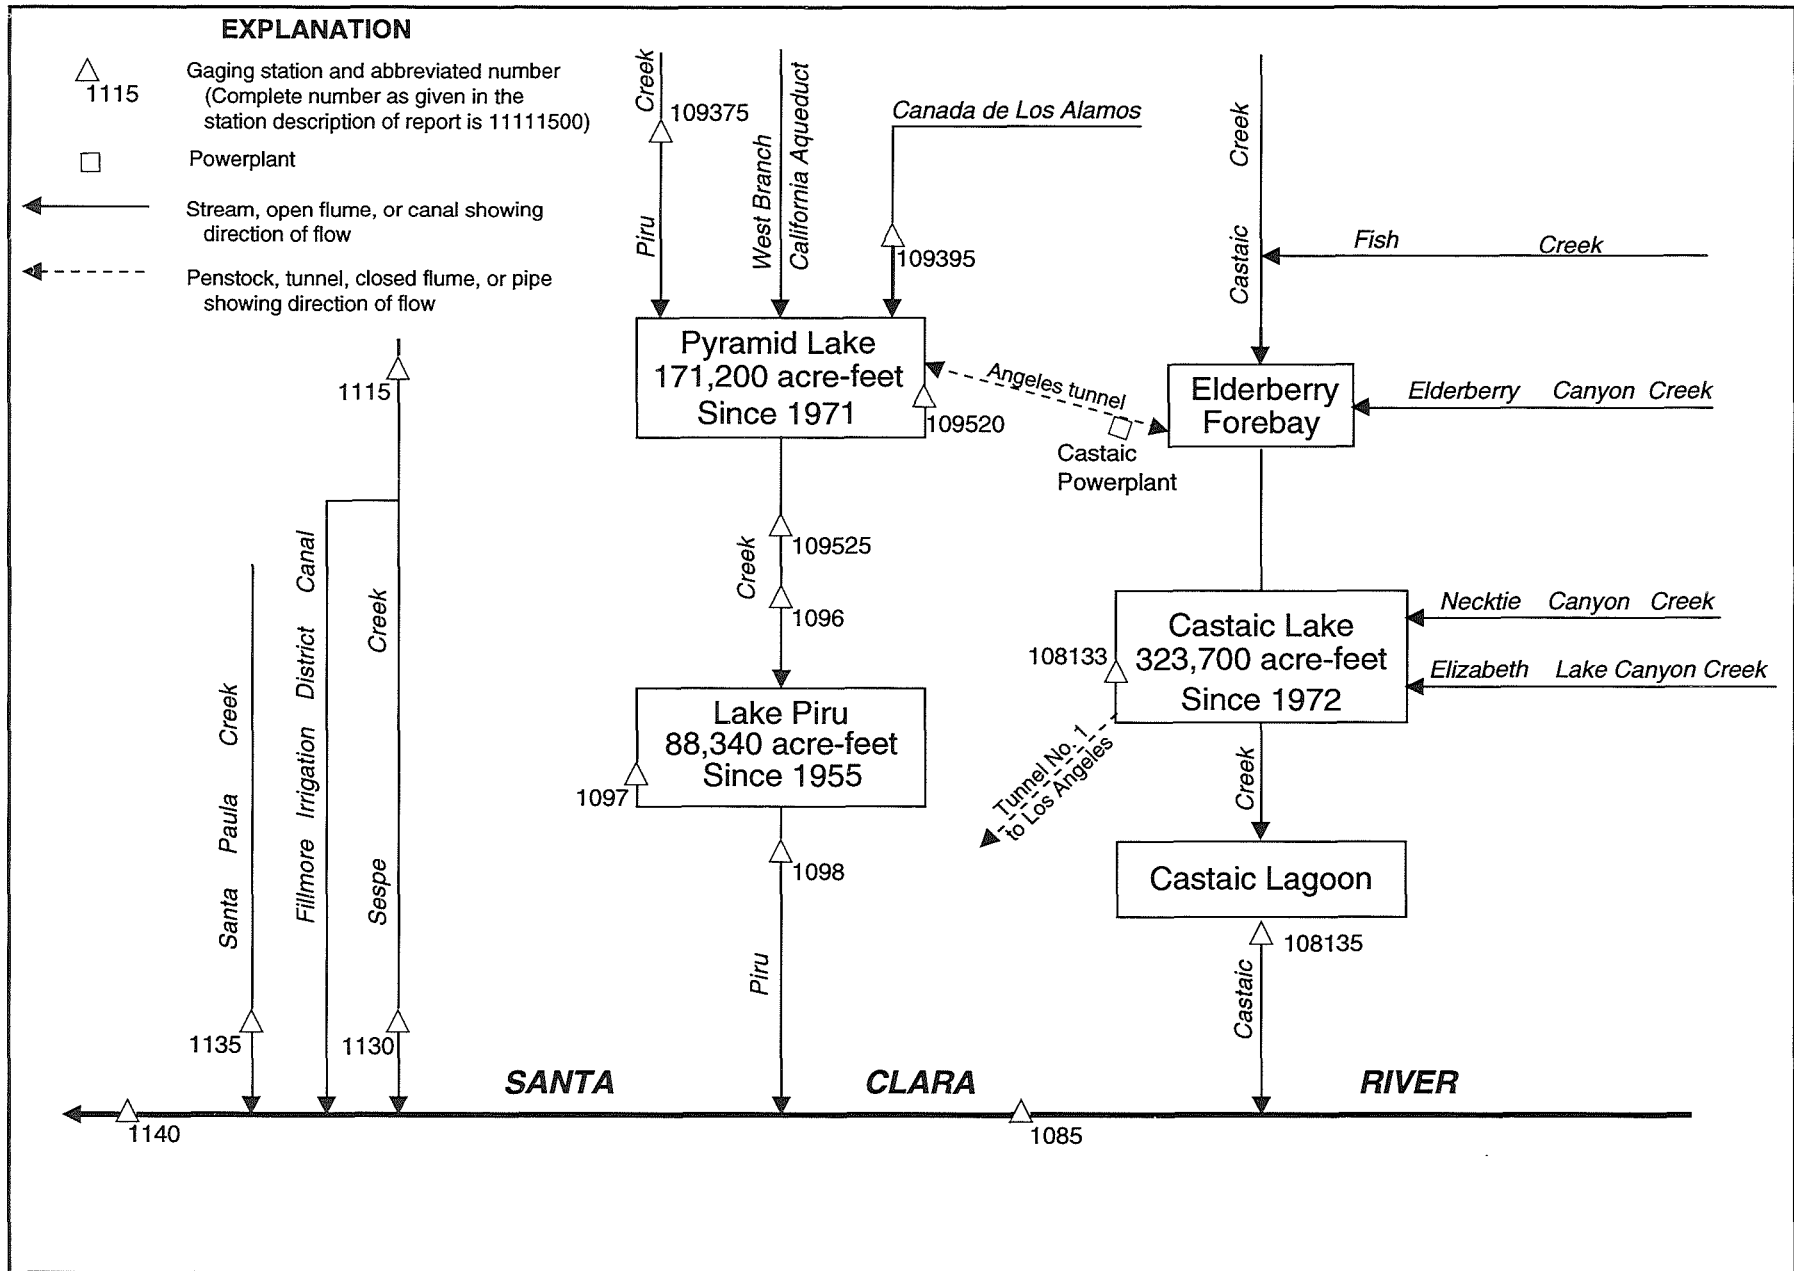 EXPLANATION
Gaging station and abbreviated number
(Complete number as given in the
station description of report is 11111500)
1115
Powerplant
Stream, open flume, or canal showing
direction of flow
Penstock, tunnel, closed flume, or pipe
showing direction of flow
Piru Creek
109375
West Branch
California Aqueduct
Canada de Los Alamos
109395
Castaic Creek
Fish Creek
Pyramid Lake
171,200 acre-feet
Since 1971
109520
Angeles tunnel
Castaic
Powerplant
Elderberry
Forebay
Elderberry Canyon Creek
1115
109525
Creek
1096
Necktie Canyon Creek
Castaic Lake
323,700 acre-feet
Since 1972
108133
Elizabeth Lake Canyon Creek
Tunnel No. 1
to Los Angeles
Lake Piru
88,340 acre-feet
Since 1955
1097
1098
Piru
Creek
Castaic Lagoon
108135
Castaic
Santa Paula Creek
Fillmore Irrigation District Canal
Sespe Creek
1135
1130
SANTA CLARA RIVER
1140
1085